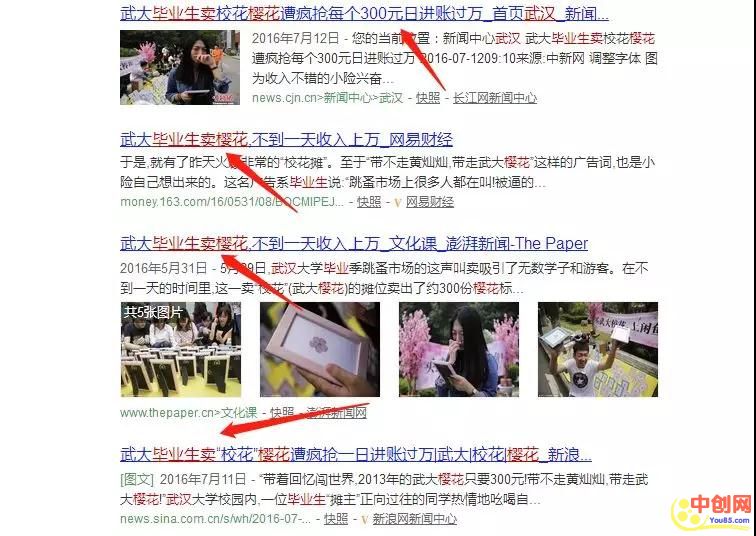 武大毕业生卖校花樱花遭疯抢每个300元日进账过万_首页武汉_新闻...
2016年7月12日 - 您的当前位置：新闻中心武汉 武大毕业生卖校花樱花
遭疯抢每个300元日进账过万 2016-07-1209:10来源:中新网 调整字体 图
为收入不错的小险兴奋...
news.cjn.cn>新闻中心>武汉 - 快照 - 长江网新闻中心
武大毕业生卖樱花,不到一天收入上万_网易财经
于是,就有了昨天火 非常的“校花摊”。至于“带不走黄灿灿,带走武大樱花”这样的广告词,也是小
险自己想出来的。这名广告系毕业生说:“跳蚤市场上很多人都在叫!被逼的...
money.163.com/16/0531/08/BOCMIPEJ... - 快照 - V 网易财经
武大毕业生卖樱花,不到一天收入上万_文化课_澎湃新闻-The Paper
2016年5月31日 - 5月29日,武汉大学毕业季跳蚤市场的这声叫卖吸引了无数学子和游客。在不
到一天的时间里,这一卖“校花”(武大樱花)的摊位卖出了约300份樱花标...
共5张图片
www.thepaper.cn>文化课 - 快照 - 澎湃新闻网
武大毕业生“校花”樱花遭疯抢一日进账过万|武大|校花|樱花_新浪...
[图文] 2016年7月11日 - “带着回忆闯世界,2013年的武大樱花只要300元!带不走黄灿灿,带走武
大樱花!”武汉大学校园内,一位毕业生“摊主”正向过往的同学热情地吆喝自...
news.sina.com.cn/s/wh/2016-07-... - 快照 - V 新浪网新闻中心
中创网
You85.com